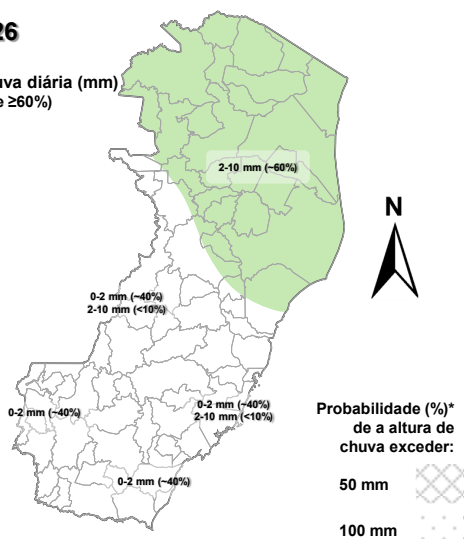 26
uva diária (mm)
e ≥60%)
2-10 mm (~60%)
N
0-2 mm (~40%)
2-10 mm (<10%)
0-2 mm (~40%)
0-2 mm (~40%)
2-10 mm (<10%)
0-2 mm (~40%)
Probabilidade (%)*
de a altura de
chuva exceder:
50 mm
100 mm